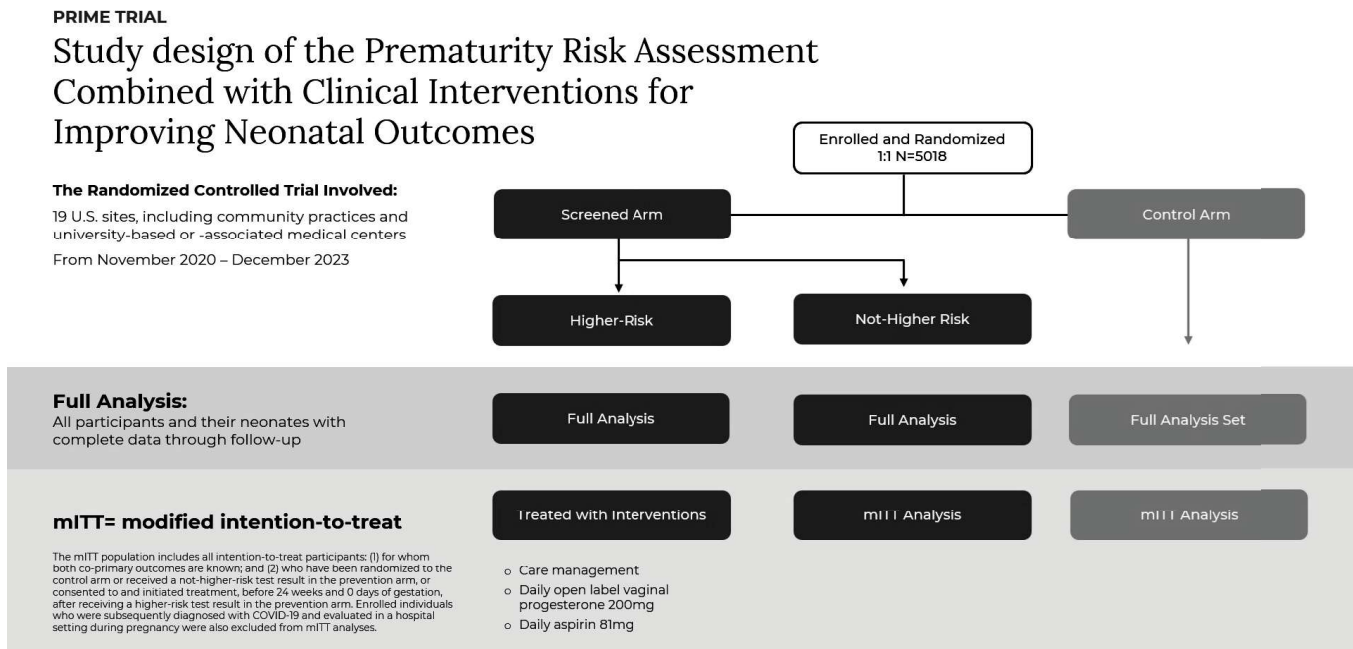 PRIME TRIAL
Study design of the Prematurity Risk Assessment
Combined with Clinical Interventions for
Improving Neonatal Outcomes
The Randomized Controlled Trial Involved:
19 U.S. sites, including community practices and
university-based or -associated medical centers
From November 2020 – December 2023
Enrolled and Randomized
1:1 N=5018
Screened Arm
Control Arm
Higher-Risk
Not-Higher Risk
Full Analysis:
All participants and their neonates with
complete data through follow-up
Full Analysis
Full Analysis
Full Analysis Set
mITT= modified intention-to-treat
The mITT population includes all intention-to-treat participants: (1) for whom
both co-primary outcomes are known; and (2) who have been randomized to the
control arm or received a not-higher-risk test result in the prevention arm, or
consented to and initiated treatment, before 24 weeks and 0 days of gestation,
after receiving a higher-risk test result in the prevention arm. Enrolled individuals
who were subsequently diagnosed with COVID-19 and evaluated in a hospital
setting during pregnancy were also excluded from mITT analyses.
Treated with Interventions
mITT Analysis
mITT Analysis
Care management
Daily open label vaginal
progesterone 200mg
Daily aspirin 81mg